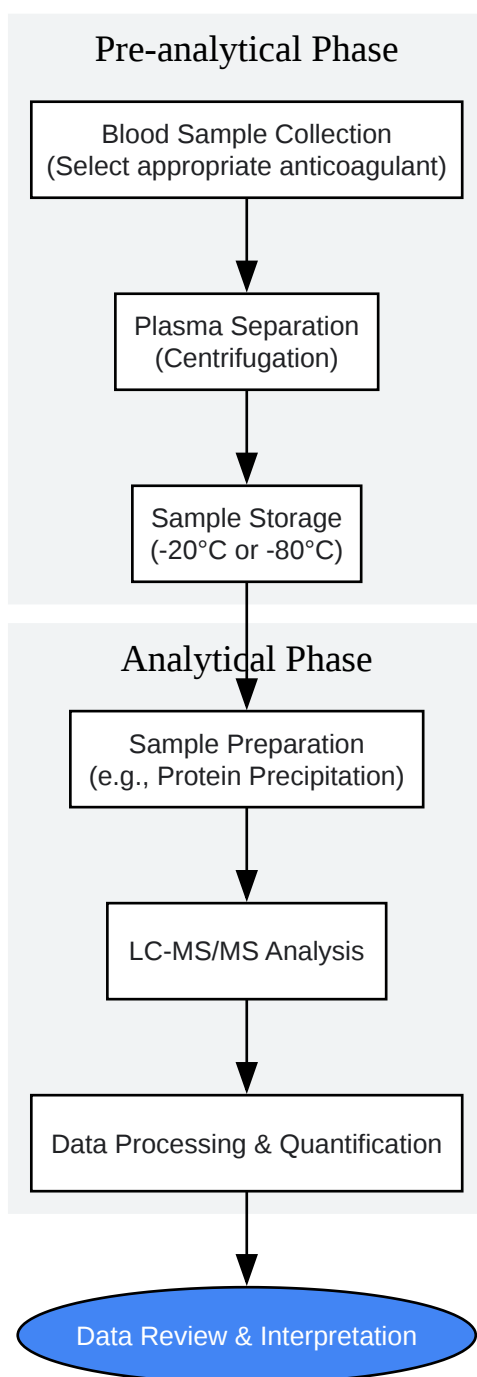 Pre-analytical Phase
Blood Sample Collection
(Select appropriate anticoagulant)
Plasma Separation
(Centrifugation)
Sample Storage
(-20°C or -80°C)
Analytical Phase
Sample Preparation
(e.g., Protein Precipitation)
LC-MS/MS Analysis
Data Processing & Quantification
Data Review & Interpretation